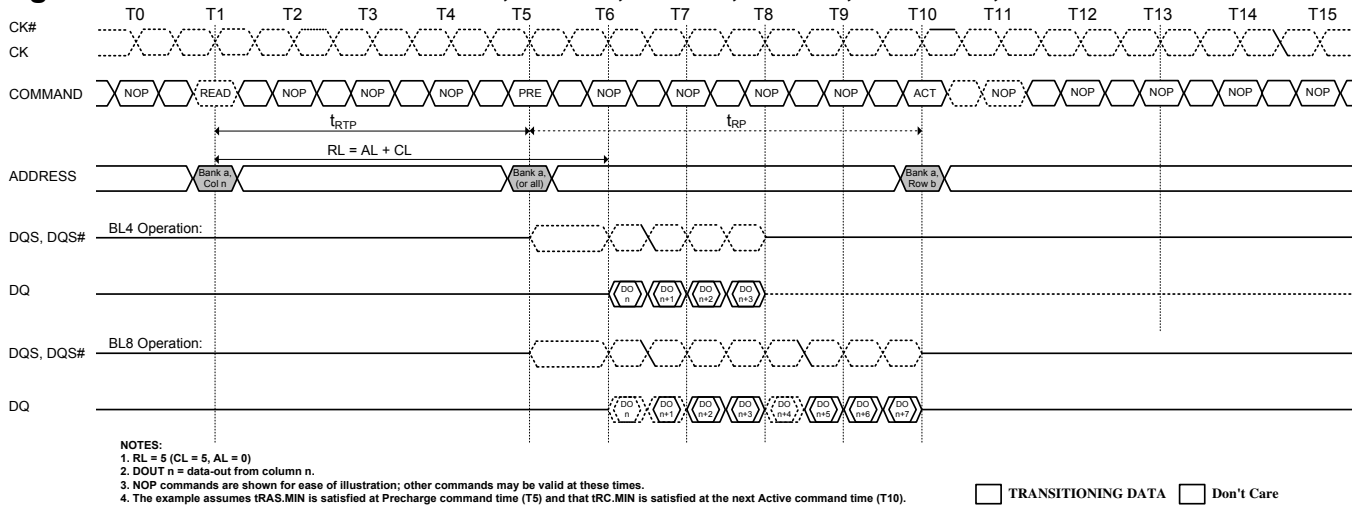 T0 T1 T2 T3 T4 T5 T6 T7 T8 T9 T10 T11 T12 T13 T14 T15
CK#
CK
COMMAND NOP READ NOP NOP NOP PRE NOP NOP NOP NOP ACT NOP NOP NOP NOP NOP
tRTP tRP
RL = AL + CL
ADDRESS
Bank a, Bank a, Bank a,
Col n (or all) Row b
BL4 Operation:
DQS, DQS#
DQ
DO DO DO DO
n n+1 n+2 n+3
BL8 Operation:
DQS, DQS#
DQ
DO DO DO DO DO DO DO DO
n n+1 n+2 n+3 n+4 n+5 n+6 n+7
NOTES:
1. RL = 5 (CL = 5, AL = 0)
2. DOUT n = data-out from column n.
3. NOP commands are shown for ease of illustration; other commands may be valid at these times.
4. The example assumes tRAS.MIN is satisfied at Precharge command time (T5) and that tRC.MIN is satisfied at the next Active command time (T10).
TRANSITIONING DATA Don't Care